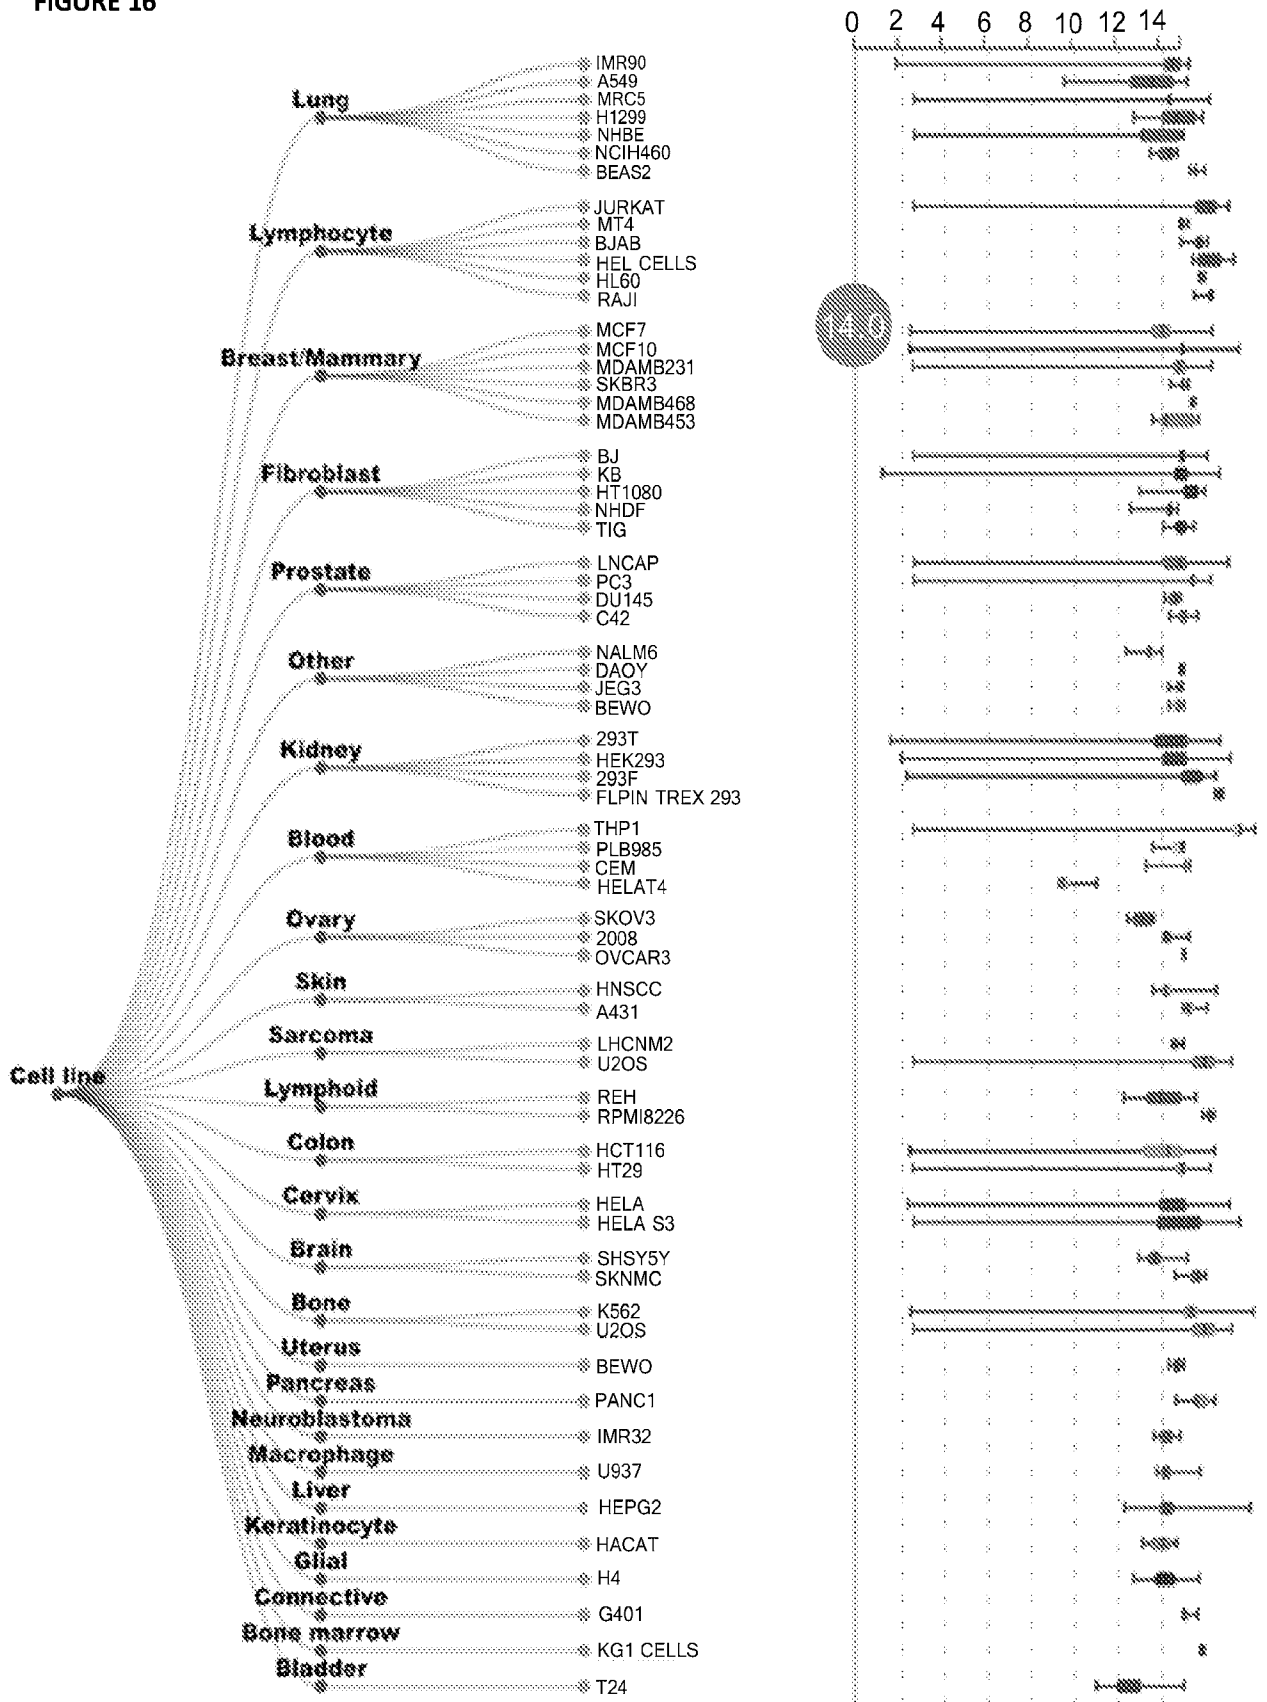 FIGURE 16
0 2 4 6 8 10 12 14
Cell line
Lung
IMR90
A549
MRC5
H1299
NHBE
NCIH460
BEAS2
Lymphocyte
JURKAT
MT4
BJAB
HEL CELLS
HL60
RAJI
14.0
Breast/Mammary
MCF7
MCF10
MDAMB231
SKBR3
MDAMB468
MDAMB453
Fibroblast
BJ
KB
HT1080
NHDF
TIG
Prostate
LNCAP
PC3
DU145
C42
Other
NALM6
DAOY
JEG3
BEWO
Kidney
293T
HEK293
293F
FLPIN TREX 293
Blood
THP1
PLB985
CEM
HELAT4
Ovary
SKOV3
2008
OVCAR3
Skin
HNSCC
A431
Sarcoma
LHCNM2
U2OS
Lymphoid
REH
RPMI8226
Colon
HCT116
HT29
Cervix
HELA
HELA S3
Brain
SHSY5Y
SKNMC
Bone
K562
U2OS
Uterus
BEWO
Pancreas
PANC1
Neuroblastoma
IMR32
Macrophage
U937
Liver
HEPG2
Keratinocyte
HACAT
Glial
H4
Connective
G401
Bone marrow
KG1 CELLS
Bladder
T24